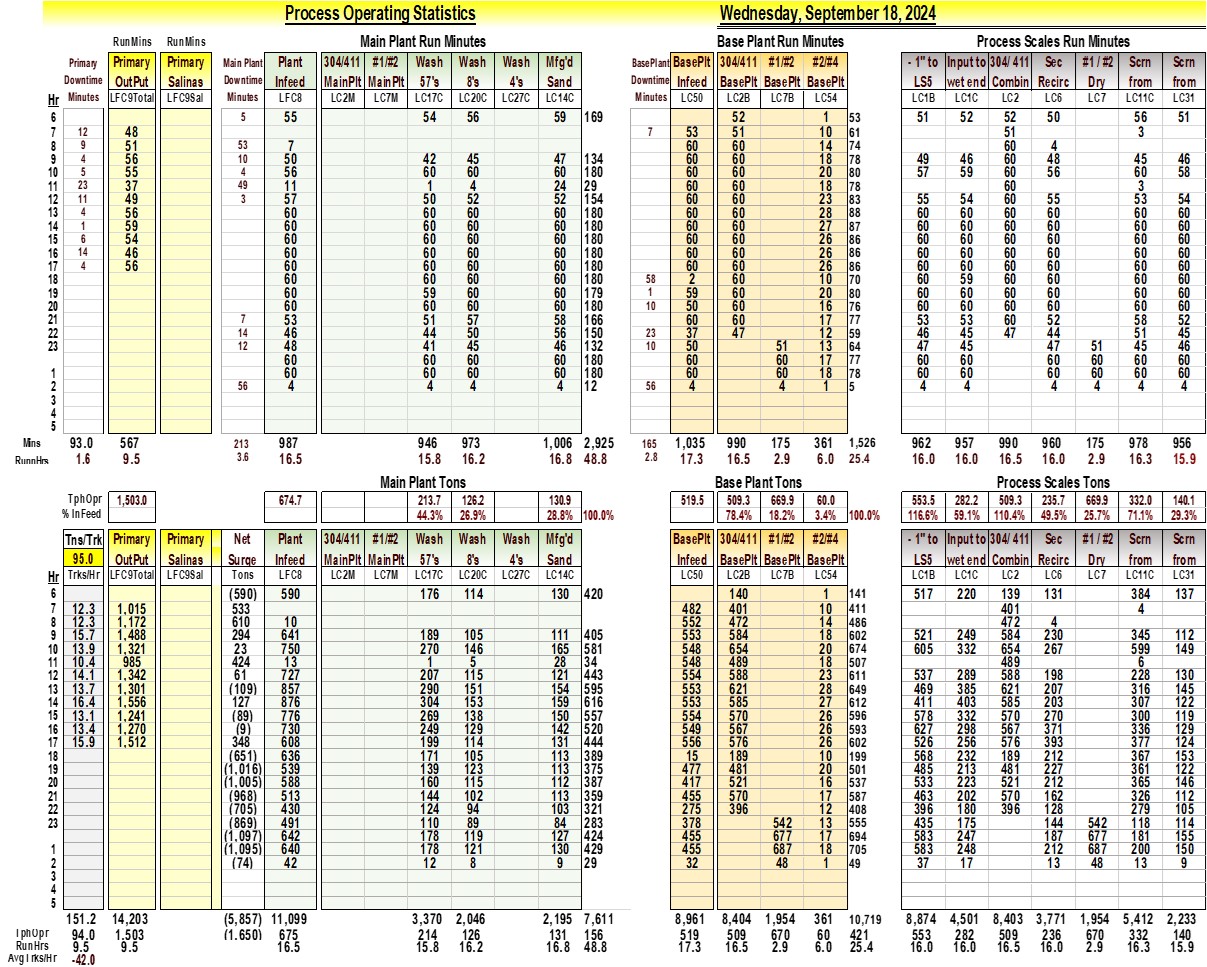 Process Operating Statistics Wednesday, September 18, 2024
RunMins RunMins Main Plant Run Minutes Base Plant Run Minutes Process Scales Run Minutes
Primary Primary Primary Main Plant Plant 304/411 #1/#2 Wash Wash Wash Mfg'd BasePlant BasePlt 304/411 #1/#2 #2/#4 - 1" to Input to 304/ 411 Sec #1 / #2 Scrn Scrn
Downtime OutPut Salinas Downtime Infeed MainPlt MainPlt 57's 8's 4's Sand Downtime Infeed BasePlt BasePlt BasePlt LS5 wet end Combin Recirc Dry from from
Hr Minutes LFC9Total LFC9Sal Minutes LFC8 LC2M LC7M LC17C LC20C LC27C LC14C Minutes LC50 LC2B LC7B LC54 LC1B LC1C LC2 LC6 LC7 LC11C LC31
6 5 55 54 56 59 169 52 1 53 51 52 52 50 56 51
7 12 48 7 53 51 10 61 51 3
8 9 51 53 7 60 60 14 74 60 4
9 4 56 10 50 42 45 47 134 60 60 18 78 49 46 60 48 45 46
10 5 55 4 56 60 60 60 180 60 60 20 80 57 59 60 56 60 58
11 23 37 49 11 1 4 24 29 60 60 18 78 60 3
12 11 49 3 57 50 52 52 154 60 60 23 83 55 54 60 55 53 54
13 4 56 60 60 60 60 180 60 60 28 88 60 60 60 60 60 60
14 1 59 60 60 60 60 180 60 60 27 87 60 60 60 60 60 60
15 6 54 60 60 60 60 180 60 60 26 86 60 60 60 60 60 60
16 14 46 60 60 60 60 180 60 60 26 86 60 60 60 60 60 60
17 4 56 60 60 60 60 180 60 60 26 86 60 60 60 60 60 60
18 60 60 60 60 180 58 2 60 10 70 60 59 60 60 60 60
19 60 59 60 60 179 1 59 60 20 80 60 60 60 60 60 60
20 60 60 60 60 180 10 50 60 16 76 60 60 60 60 60 60
21 7 53 51 57 58 166 60 60 17 77 53 53 60 52 58 52
22 14 46 44 50 56 150 23 37 47 12 59 46 45 47 44 51 45
23 12 48 41 45 46 132 10 50 51 13 64 47 45 47 51 45 46
60 60 60 60 180 60 60 17 77 60 60 60 60 60 60
1 60 60 60 60 180 60 60 18 78 60 60 60 60 60 60
2 56 4 4 4 4 12 56 4 4 1 5 4 4 4 4 4 4
3
4
5
Mins 93.0 567 213 987 946 973 1,006 2,925 165 1,035 990 175 361 1,526 962 957 990 960 175 978 956
RunnHrs 1.6 9.5 3.6 16.5 15.8 16.2 16.8 48.8 2.8 17.3 16.5 2.9 6.0 25.4 16.0 16.0 16.5 16.0 2.9 16.3 15.9
Main Plant Tons Base Plant Tons Process Scales Tons
TphOpr 1,503.0 674.7 213.7 126.2 130.9 519.5 509.3 669.9 60.0 553.5 282.2 509.3 235.7 669.9 332.0 140.1
% InFeed 44.3% 26.9% 28.8% 100.0% 78.4% 18.2% 3.4% 100.0% 116.6% 59.1% 110.4% 49.5% 25.7% 71.1% 29.3%
Tns/Trk Primary Primary Net Plant 304/411 #1/#2 Wash Wash Wash Mfg'd BasePlt 304/411 #1/#2 #2/#4 - 1" to Input to 304/ 411 Sec #1 / #2 Scrn Scrn
95.0 OutPut Salinas Surge Infeed MainPlt MainPlt 57's 8's 4's Sand Infeed BasePlt BasePlt BasePlt LS5 wet end Combin Recirc Dry from from
Hr Trks/Hr LFC9Total LFC9Sal Tons LFC8 LC2M LC7M LC17C LC20C LC27C LC14C LC50 LC2B LC7B LC54 LC1B LC1C LC2 LC6 LC7 LC11C LC31
6 (590) 590 176 114 130 420 140 1 141 517 220 139 131 384 137
7 12.3 1,015 533 482 401 10 411 401 4
8 12.3 1,172 610 10 552 472 14 486 472 4
9 15.7 1,488 294 641 189 105 111 405 553 584 18 602 521 249 584 230 345 112
10 13.9 1,321 23 750 270 146 165 581 548 654 20 674 605 332 654 267 599 149
11 10.4 985 424 13 1 5 28 34 548 489 18 507 489 6
12 14.1 1,342 61 727 207 115 121 443 554 588 23 611 537 289 588 198 228 130
13 13.7 1,301 (109) 857 290 151 154 595 553 621 28 649 469 385 621 207 316 145
14 16.4 1,556 127 876 304 153 159 616 553 585 27 612 411 403 585 203 307 122
15 13.1 1,241 (89) 776 269 138 150 557 554 570 26 596 578 332 570 270 300 119
16 13.4 1,270 (9) 730 249 129 142 520 549 567 26 593 627 298 567 371 336 129
17 15.9 1,512 348 608 199 114 131 444 556 576 26 602 526 256 576 393 377 124
18 (651) 636 171 105 113 389 15 189 10 199 568 232 189 212 367 153
19 (1,016) 539 139 123 113 375 477 481 20 501 485 213 481 227 361 122
20 (1,005) 588 160 115 112 387 417 521 16 537 533 223 521 212 365 146
21 (968) 513 144 102 113 359 455 570 17 587 463 202 570 162 326 112
22 (705) 430 124 94 103 321 275 396 12 408 396 180 396 128 279 105
23 (869) 491 110 89 84 283 378 542 13 555 435 175 144 542 118 114
(1,097) 642 178 119 127 424 455 677 17 694 583 247 187 677 181 155
1 (1,095) 640 178 121 130 429 455 687 18 705 583 248 212 687 200 150
2 (74) 42 12 8 9 29 32 48 1 49 37 17 13 48 13 9
3
4
5
151.2 14,203 (5,857) 11,099 3,370 2,046 2,195 7,611 8,961 8,404 1,954 361 10,719 8,874 4,501 8,403 3,771 1,954 5,412 2,233
TphOpr 94.0 1,503 (1,650) 675 214 126 131 156 519 509 670 60 421 553 282 509 236 670 332 140
RunHrs 9.5 9.5 16.5 15.8 16.2 16.8 48.8 17.3 16.5 2.9 6.0 25.4 16.0 16.0 16.5 16.0 2.9 16.3 15.9
Avg Trks/Hr -42.0